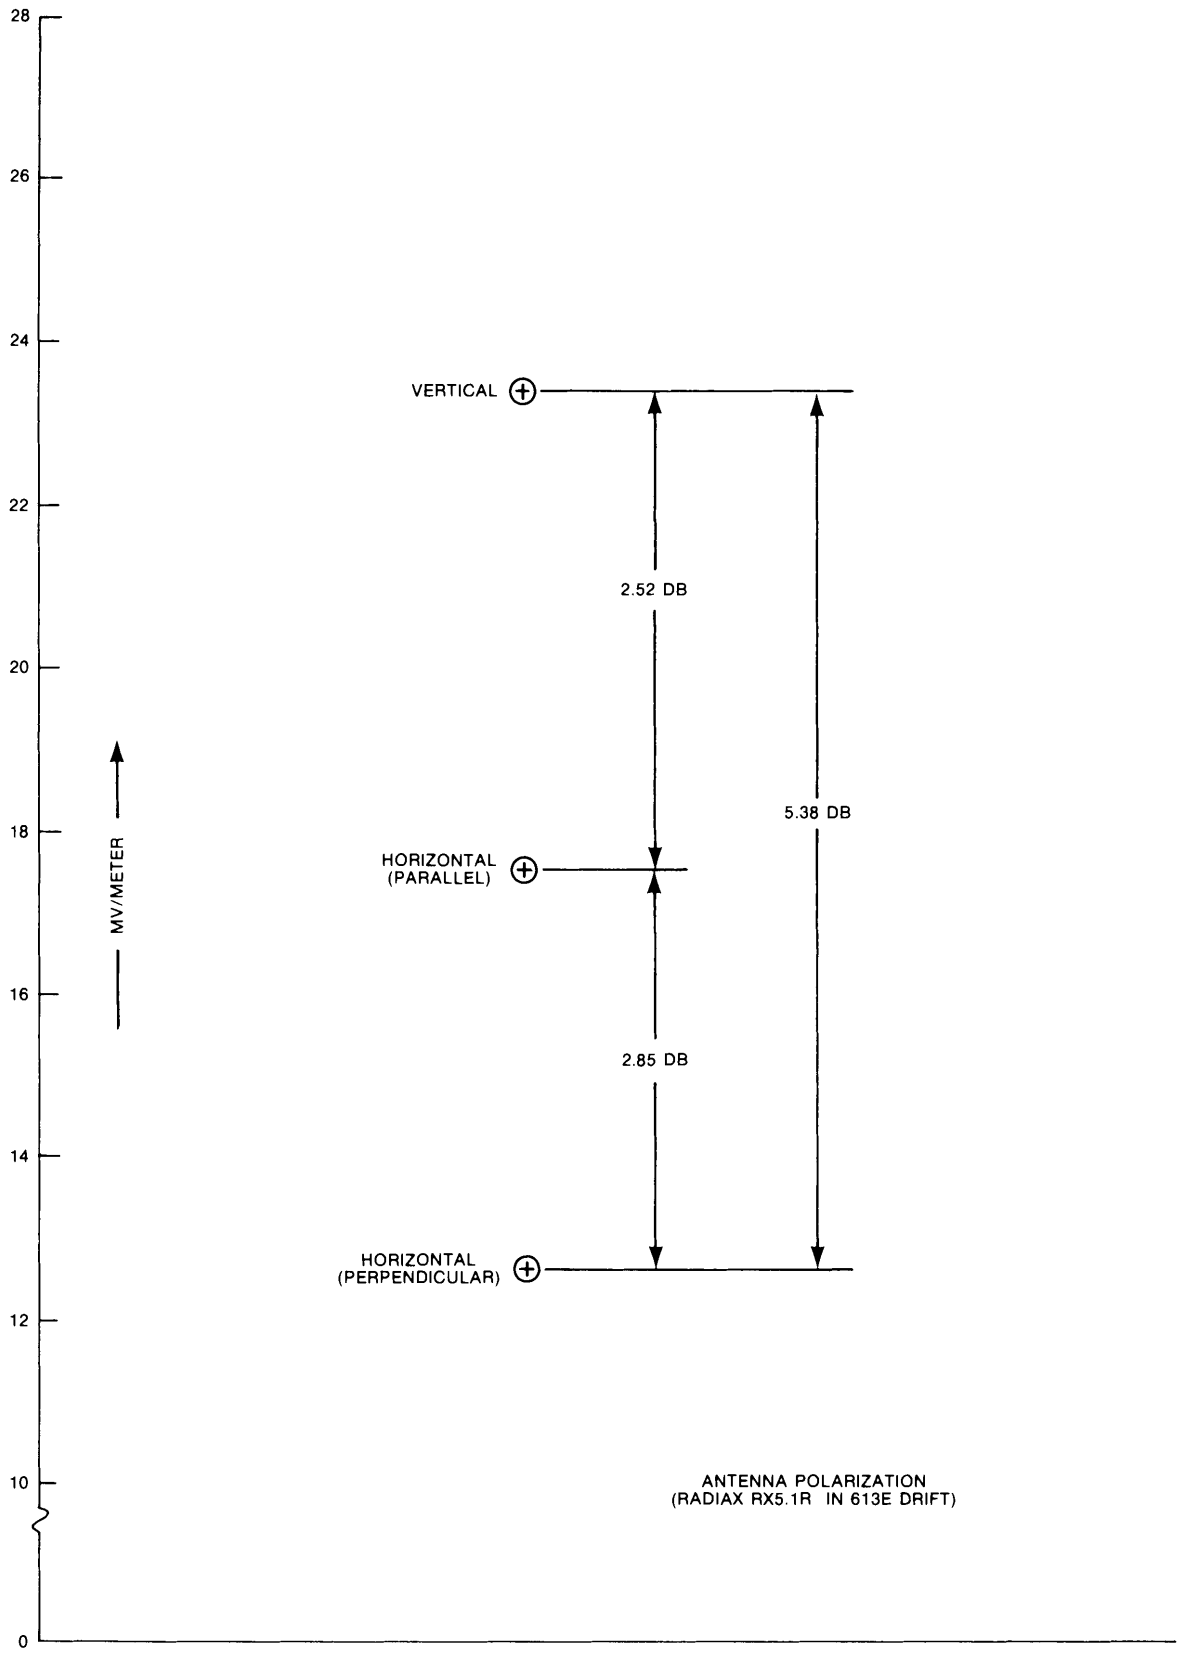 28
26
24
VERTICAL
22
2.52 DB
20
5.38 DB
18
MV/METER
HORIZONTAL
(PARALLEL)
16
2.85 DB
14
HORIZONTAL
(PERPENDICULAR)
12
10
ANTENNA POLARIZATION
(RADIAX RX5.1R IN 613E DRIFT)
0